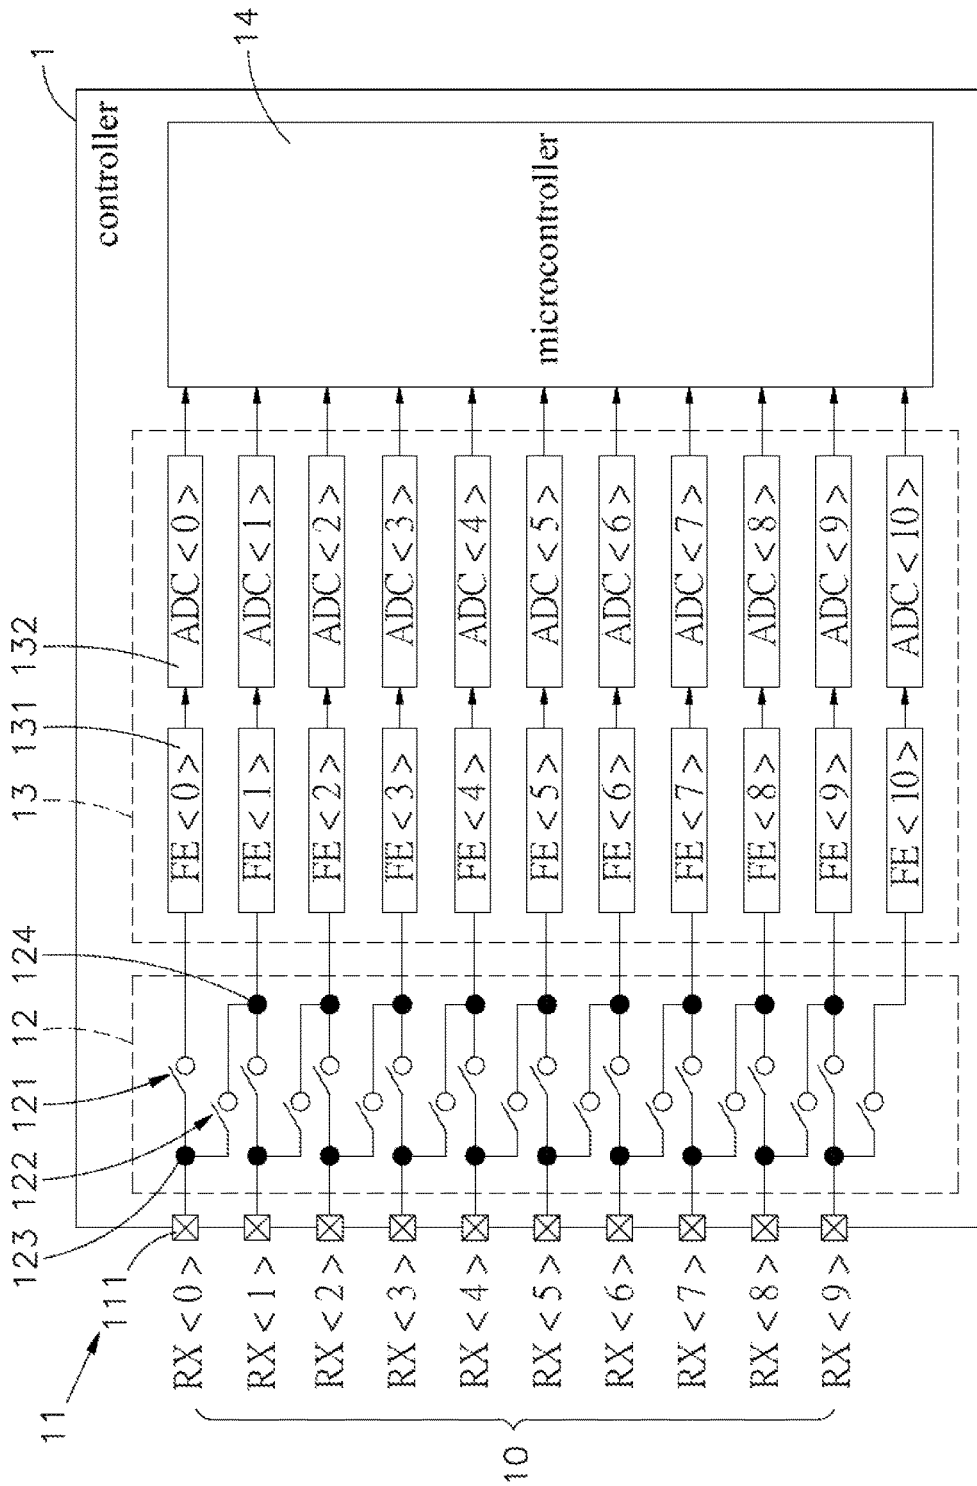 1
controller
14
microcontroller
13
131
132
12
121
122
123
124
11
111
10
RX < 0 >
FE < 0 >
ADC < 0 >
RX < 1 >
FE < 1 >
ADC < 1 >
RX < 2 >
FE < 2 >
ADC < 2 >
RX < 3 >
FE < 3 >
ADC < 3 >
RX < 4 >
FE < 4 >
ADC < 4 >
RX < 5 >
FE < 5 >
ADC < 5 >
RX < 6 >
FE < 6 >
ADC < 6 >
RX < 7 >
FE < 7 >
ADC < 7 >
RX < 8 >
FE < 8 >
ADC < 8 >
RX < 9 >
FE < 9 >
ADC < 9 >
FE < 10 >
ADC < 10 >